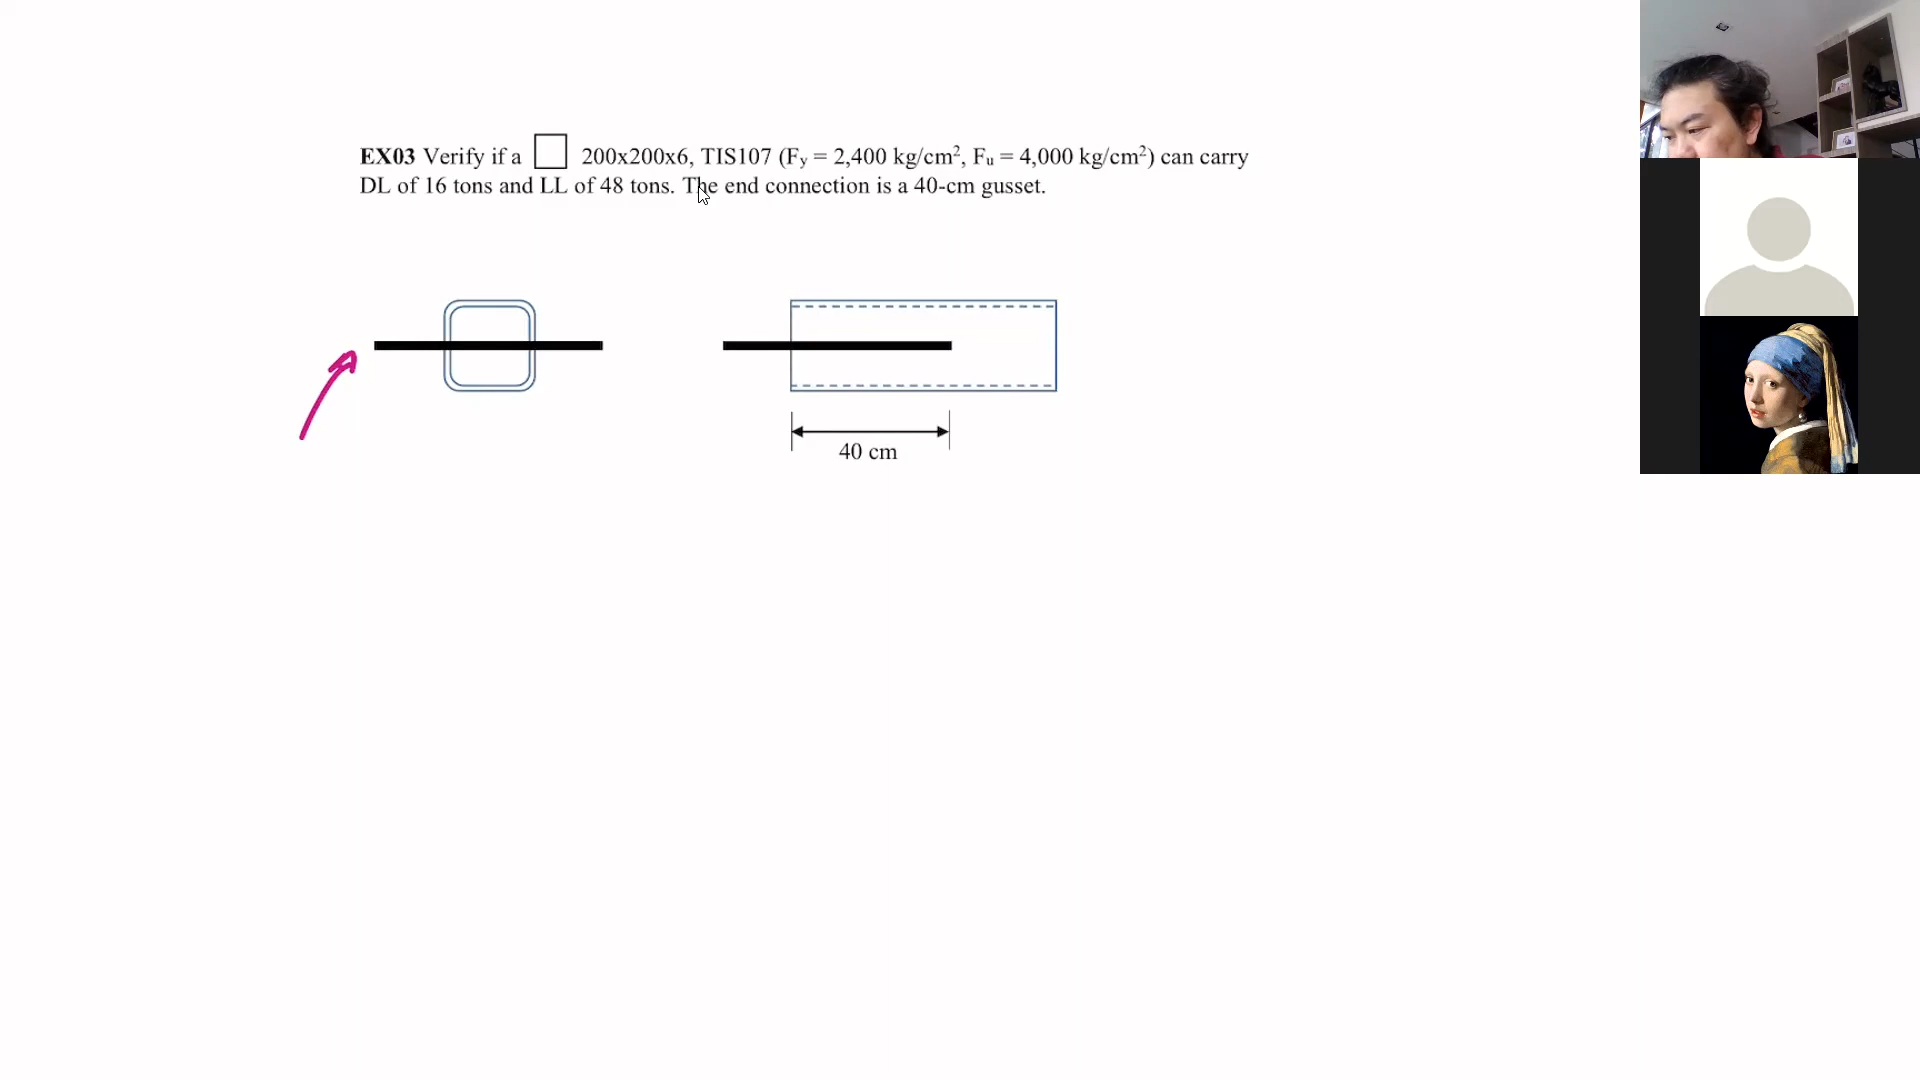 EX03 Verify if a 200x200x6, TIS107 (Fy = 2,400 kg/cm², Fu = 4,000 kg/cm²) can carry
DL of 16 tons and LL of 48 tons. The end connection is a 40-cm gusset.
40 cm